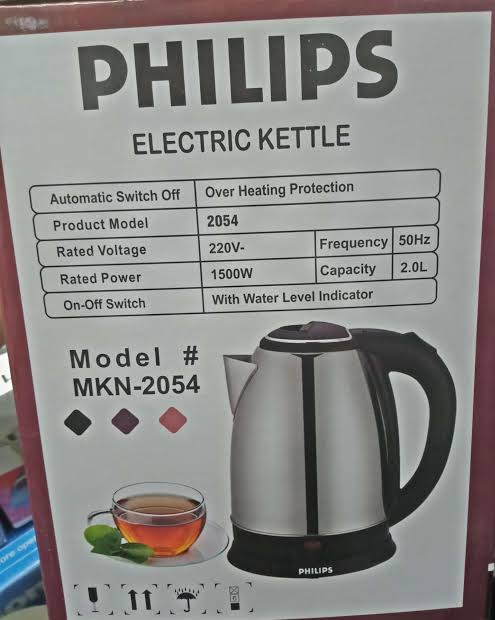 PHILIPS
ELECTRIC KETTLE
Automatic Switch Off Over Heating Protection
Product Model 2054
Rated Voltage 220V- Frequency 50Hz
Rated Power 1500W Capacity 2.0L
On-Off Switch With Water Level Indicator
Model #
MKN-2054
PHILIPS